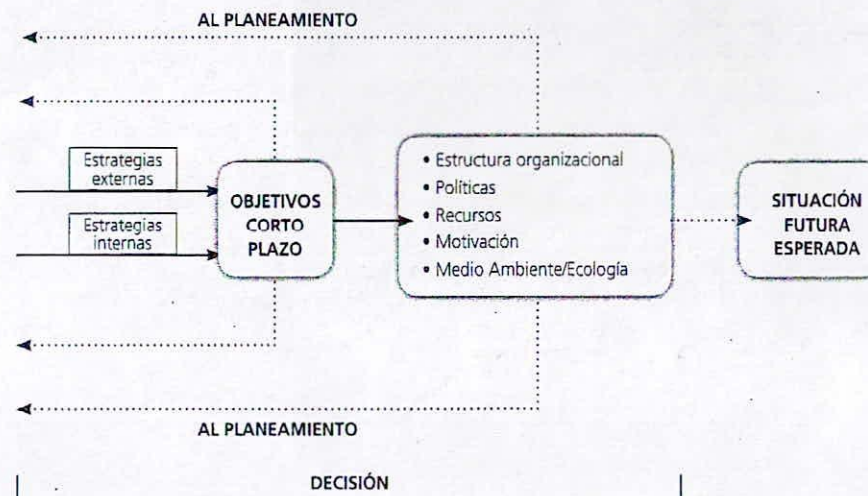 AL PLANEAMIENTO
Estrategias
externas
Estrategias
internas
OBJETIVOS
CORTO
PLAZO
• Estructura organizacional
• Políticas
• Recursos
• Motivación
• Medio Ambiente/Ecología
SITUACIÓN
FUTURA
ESPERADA
AL PLANEAMIENTO
DECISIÓN